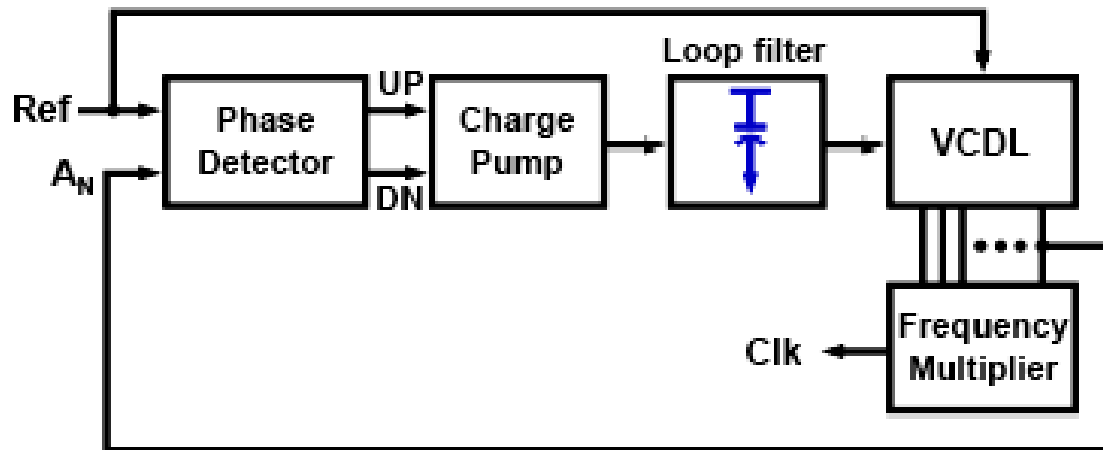 Loop filter
Ref
UP
Phase
Detector
Charge
Pump
VCDL
A_N
DN
Frequency
Multiplier
Clk